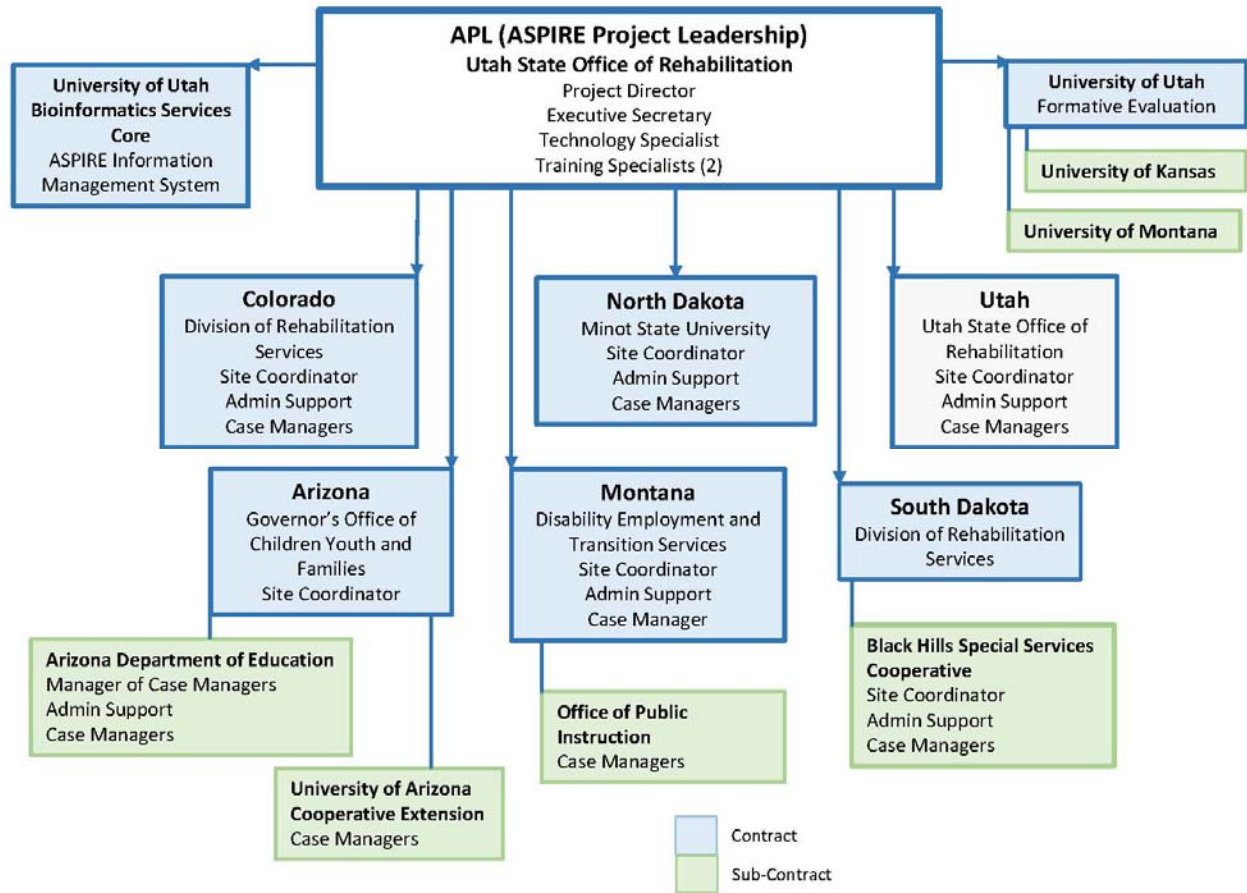 APL (ASPIRE Project Leadership)
Utah State Office of Rehabilitation
Project Director
Executive Secretary
Technology Specialist
Training Specialists (2)
University of Utah
Bioinformatics Services
Core
ASPIRE Information
Management System
University of Utah
Formative Evaluation
University of Kansas
University of Montana
Colorado
Division of Rehabilitation
Services
Site Coordinator
Admin Support
Case Managers
North Dakota
Minot State University
Site Coordinator
Admin Support
Case Managers
Utah
Utah State Office of
Rehabilitation
Site Coordinator
Admin Support
Case Managers
Arizona
Governor's Office of
Children Youth and
Families
Site Coordinator
Montana
Disability Employment and
Transition Services
Site Coordinator
Admin Support
Case Manager
South Dakota
Division of Rehabilitation
Services
Arizona Department of Education
Manager of Case Managers
Admin Support
Case Managers
University of Arizona
Cooperative Extension
Case Managers
Office of Public
Instruction
Case Managers
Black Hills Special Services
Cooperative
Site Coordinator
Admin Support
Case Managers
Contract
Sub-Contract